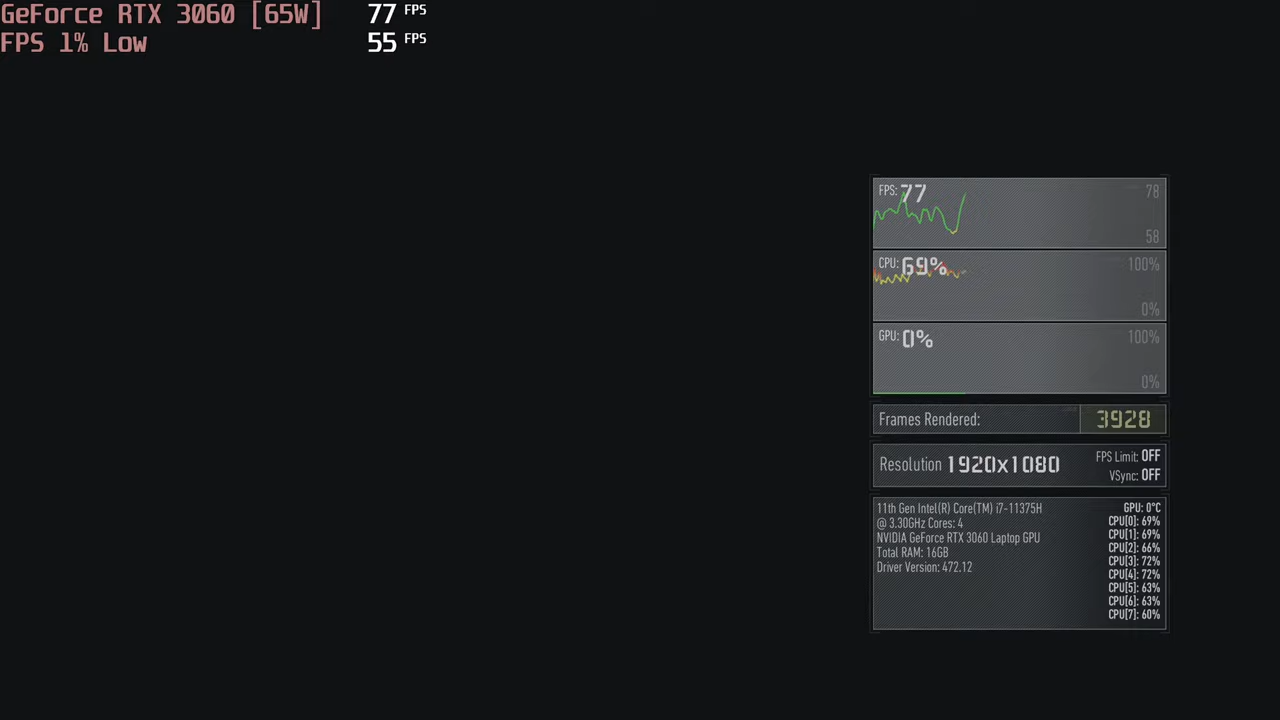 GeForce RTX 3060 [65W] 77 FPS
FPS 1% Low 55 FPS
FPS: 77 78
58
CPU: 69% 100%
0%
GPU: 0% 100%
0%
Frames Rendered: 3928
Resolution 1920x1080 FPS Limit: OFF
VSync: OFF
11th Gen Intel(R) Core(TM) i7-11375H GPU: 0°C
@ 3.30GHz Cores: 4 CPU[0]: 69%
NVIDIA GeForce RTX 3060 Laptop GPU CPU[1]: 69%
Total RAM: 16GB CPU[2]: 66%
Driver Version: 472.12 CPU[3]: 72%
CPU[4]: 72%
CPU[5]: 63%
CPU[6]: 63%
CPU[7]: 60%